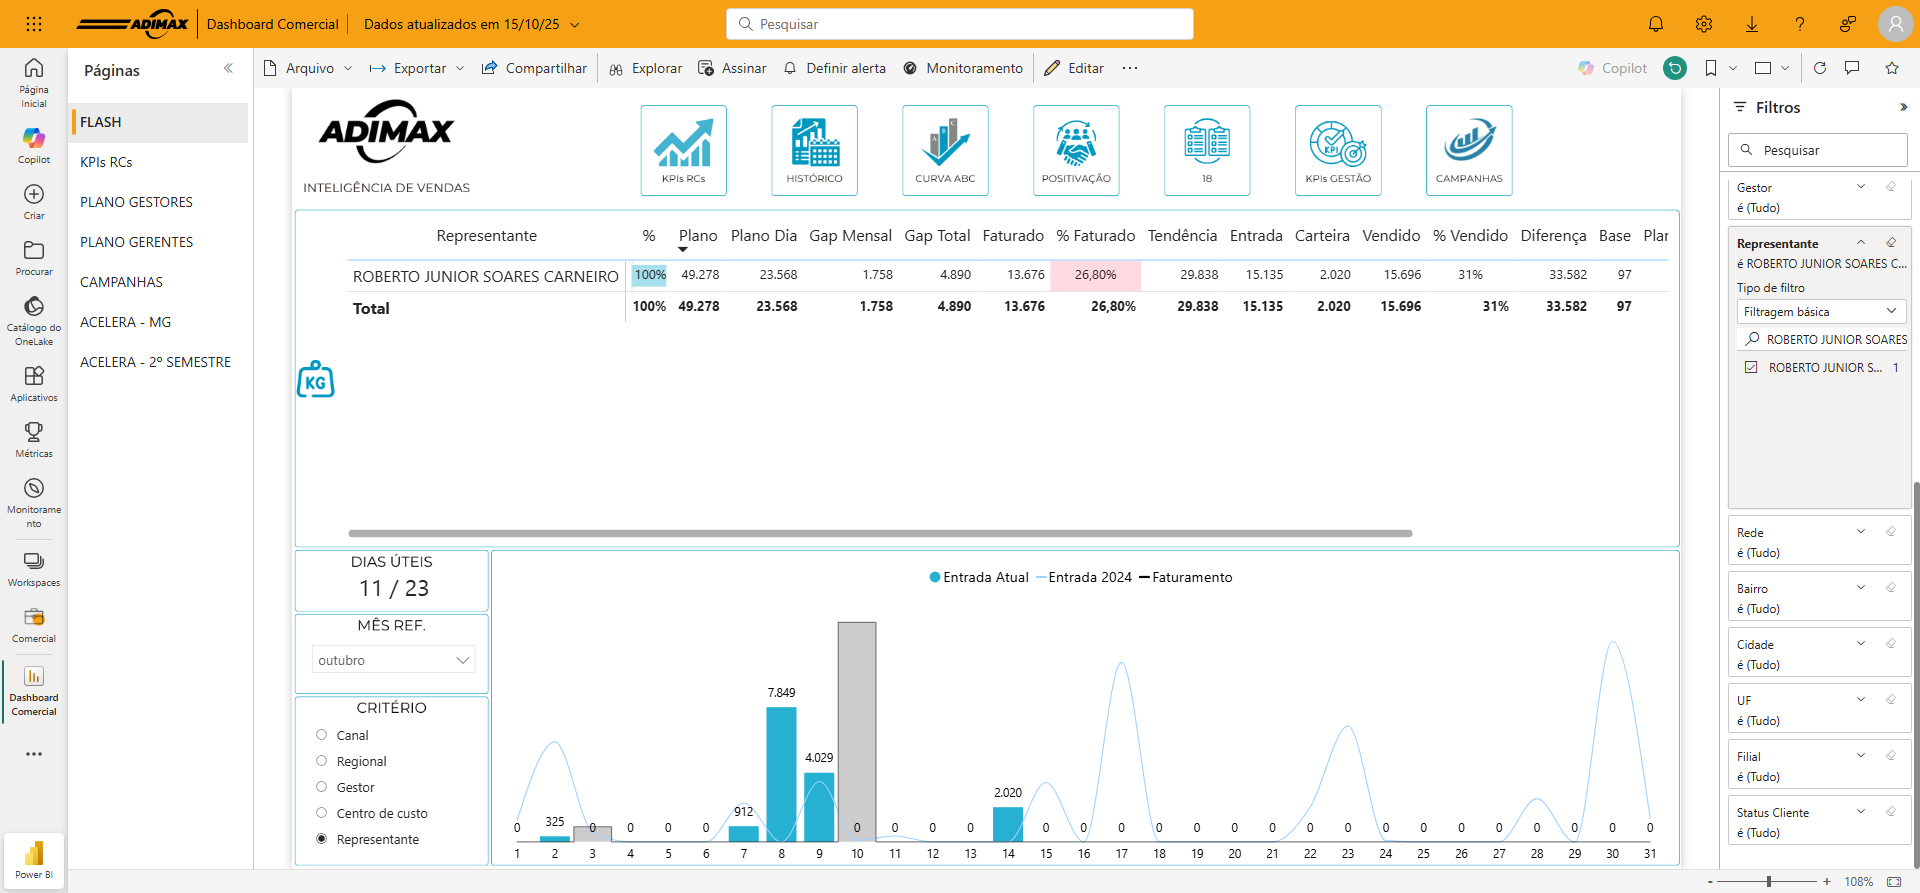 ADIMAX
Dashboard Comercial
Dados atualizados em 15/10/25
Pesquisar
Página Inicial
Copilot
Criar
Procurar
Catálogo do OneLake
Aplicativos
Métricas
Monitoramento
Workspaces
Comercial
Dashboard Comercial
Power BI
Páginas
FLASH
KPIs RCs
PLANO GESTORES
PLANO GERENTES
CAMPANHAS
ACELERA - MG
ACELERA - 2º SEMESTRE
Arquivo
Exportar
Compartilhar
Explorar
Assinar
Definir alerta
Monitoramento
Editar
Copilot
ADIMAX
INTELIGÊNCIA DE VENDAS
KPIs RCs
HISTÓRICO
A B C
CURVA ABC
POSITIVAÇÃO
18
KPI
KPIs GESTÃO
CAMPANHAS
Representante % Plano Plano Dia Gap Mensal Gap Total Faturado % Faturado Tendência Entrada Carteira Vendido % Vendido Diferença Base Plar
ROBERTO JUNIOR SOARES CARNEIRO 100% 49.278 23.568 1.758 4.890 13.676 26,80% 29.838 15.135 2.020 15.696 31% 33.582 97
Total 100% 49.278 23.568 1.758 4.890 13.676 26,80% 29.838 15.135 2.020 15.696 31% 33.582 97
KG
DIAS ÚTEIS
11 / 23
MÊS REF.
outubro
CRITÉRIO
Canal
Regional
Gestor
Centro de custo
Representante
Entrada Atual Entrada 2024 Faturamento
0 325 0 0 0 0 912 7.849 4.029 0 0 0 0 2.020 0 0 0 0 0 0 0 0 0 0 0 0 0 0 0 0 0
1 2 3 4 5 6 7 8 9 10 11 12 13 14 15 16 17 18 19 20 21 22 23 24 25 26 27 28 29 30 31
Filtros
Pesquisar
Gestor
é (Tudo)
Representante
é ROBERTO JUNIOR SOARES C...
Tipo de filtro
Filtragem básica
ROBERTO JUNIOR SOARES
ROBERTO JUNIOR S... 1
Rede
é (Tudo)
Bairro
é (Tudo)
Cidade
é (Tudo)
UF
é (Tudo)
Filial
é (Tudo)
Status Cliente
é (Tudo)
- + 108%